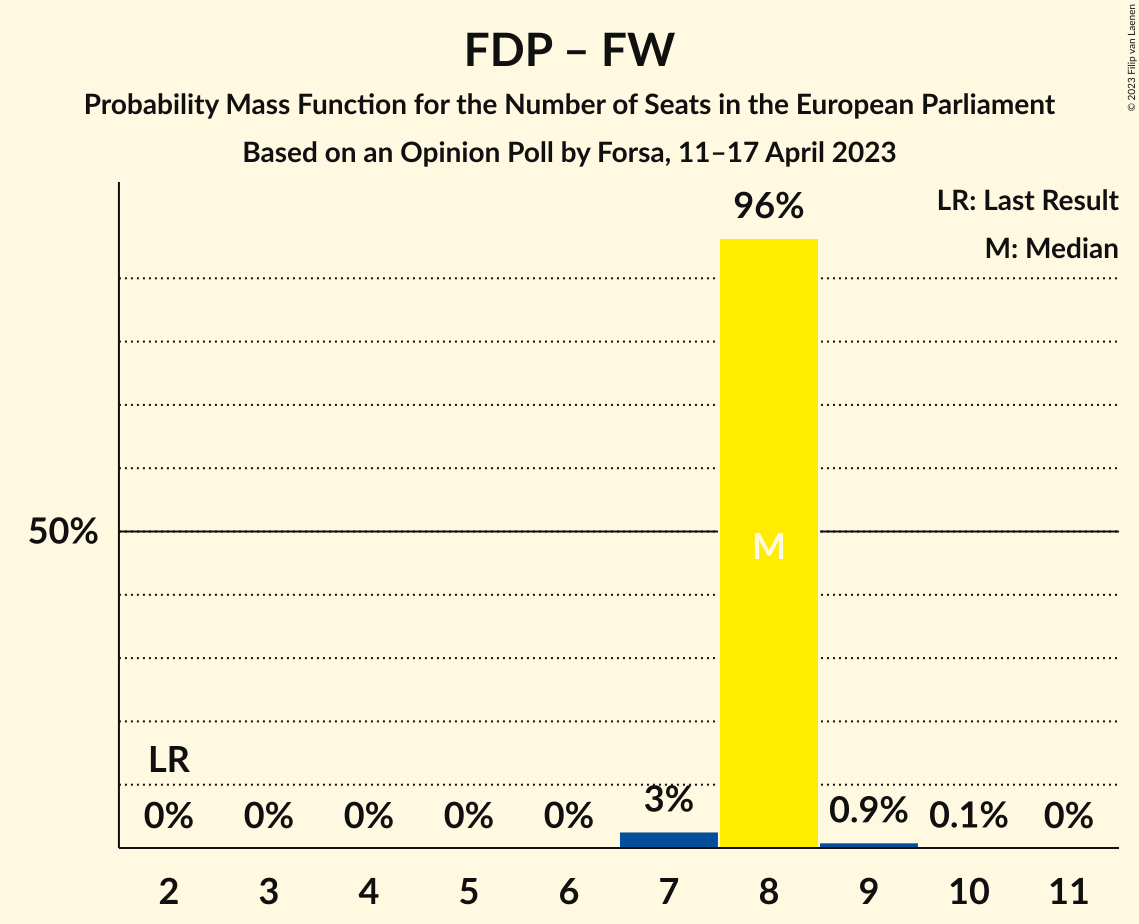 FDP – FW
Probability Mass Function for the Number of Seats in the European Parliament
Based on an Opinion Poll by Forsa, 11–17 April 2023
© 2023 Filip van Laenen
LR: Last Result
M: Median
96%
50%
M
LR
0%
0%
0%
0%
0%
3%
0.9%
0.1%
0%
2
3
4
5
6
7
8
9
10
11